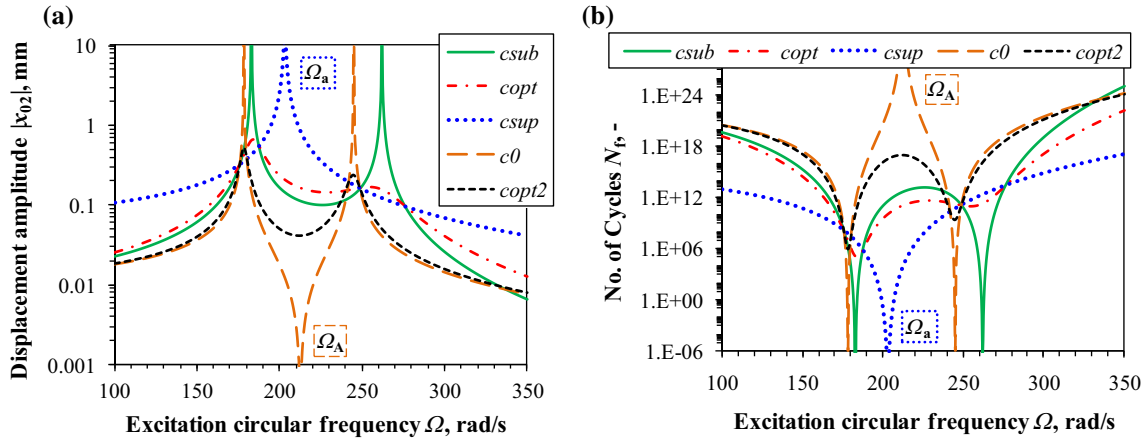 (a)
Displacement amplitude |x02|, mm
10
1
0.1
0.01
0.001
100 150 200 250 300 350
Excitation circular frequency Ω, rad/s
Ωa
ΩA
csub
copt
csup
c0
copt2
(b)
csub copt csup c0 copt2
No. of Cycles Nf, -
1.E+24
1.E+18
1.E+12
1.E+06
1.E+00
1.E-06
100 150 200 250 300 350
Excitation circular frequency Ω, rad/s
ΩA
Ωa